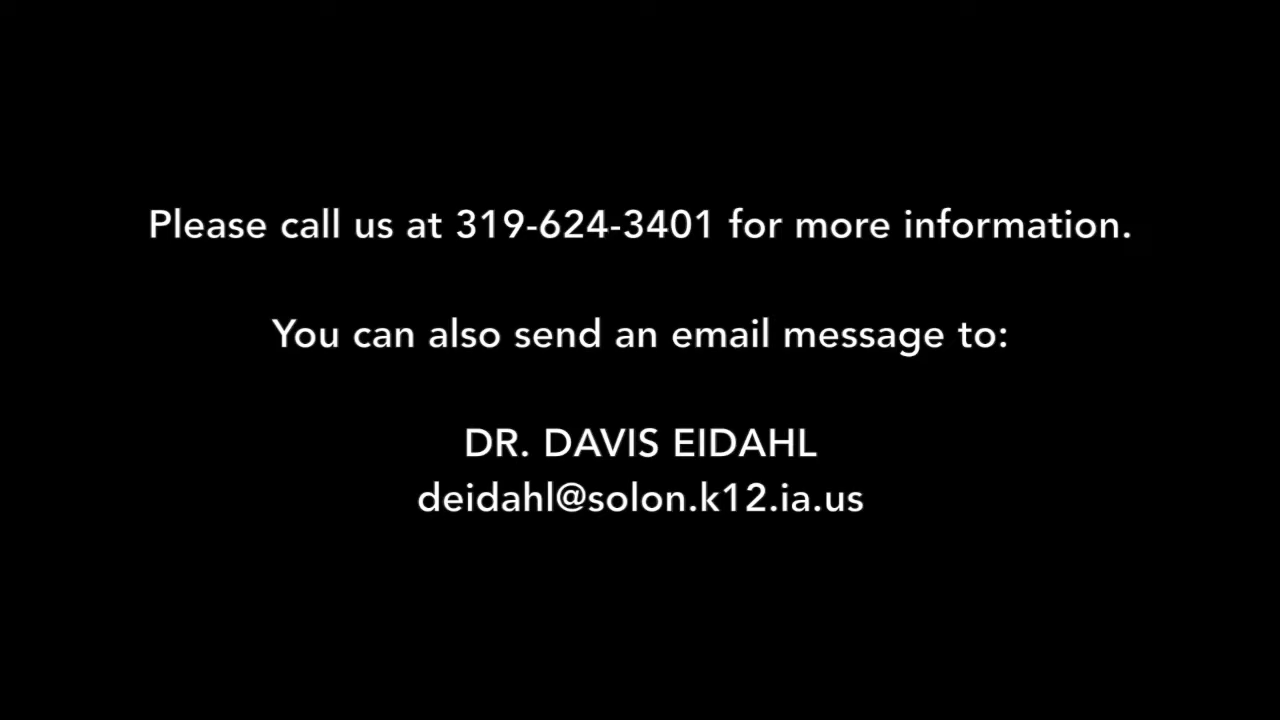 Please call us at 319-624-3401 for more information.
You can also send an email message to:
DR. DAVIS EIDAHL
deidahl@solon.k12.ia.us